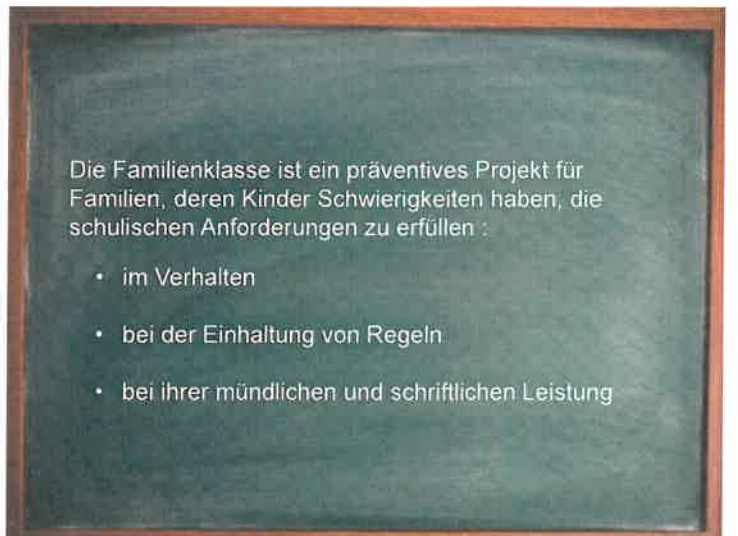 Die Familienklasse ist ein präventives Projekt für
Familien, deren Kinder Schwierigkeiten haben, die
schulischen Anforderungen zu erfüllen :
• im Verhalten
• bei der Einhaltung von Regeln
• bei ihrer mündlichen und schriftlichen Leistung